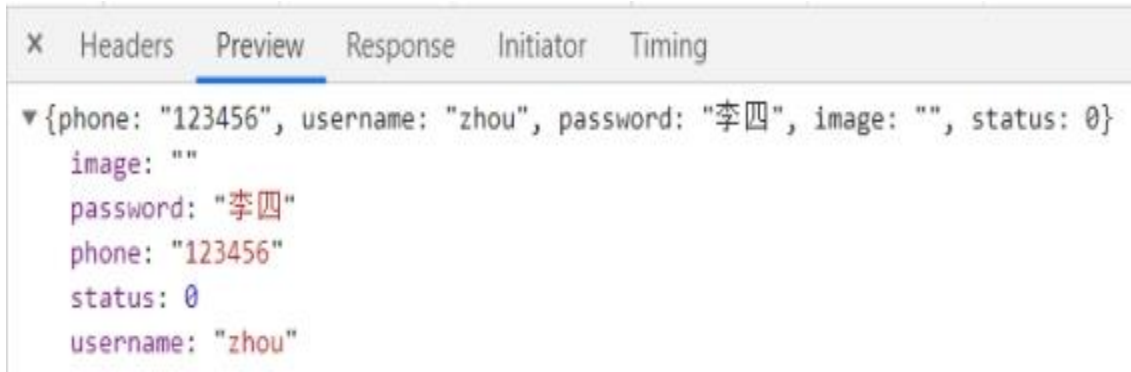 × Headers Preview Response Initiator Timing
▼{phone: "123456", username: "zhou", password: "李四", image: "", status: 0}
image: ""
password: "李四"
phone: "123456"
status: 0
username: "zhou"